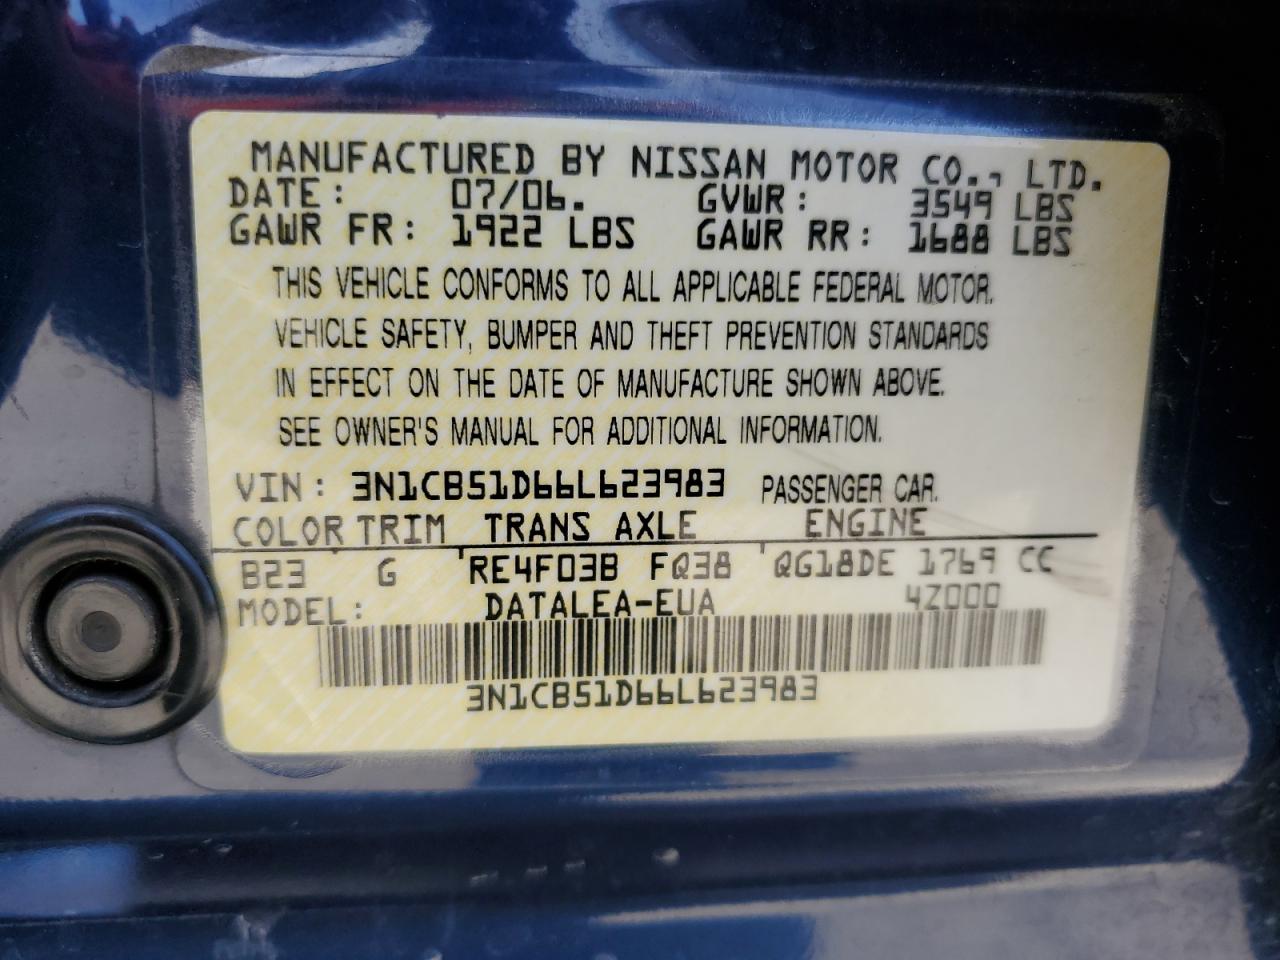 MANUFACTURED BY NISSAN MOTOR CO., LTD.
DATE: 07/06. GVWR: 3549 LBS
GAWR FR: 1922 LBS GAWR RR: 1688 LBS
THIS VEHICLE CONFORMS TO ALL APPLICABLE FEDERAL MOTOR.
VEHICLE SAFETY, BUMPER AND THEFT PREVENTION STANDARDS
IN EFFECT ON THE DATE OF MANUFACTURE SHOWN ABOVE.
SEE OWNER'S MANUAL FOR ADDITIONAL INFORMATION.
VIN: 3N1CB51D66L623983 PASSENGER CAR.
COLOR TRIM TRANS AXLE ENGINE
B23 G RE4F03B FQ38 QG18DE 1769 CC
MODEL: DATALEA-EUA 4Z000
3N1CB51D66L623983